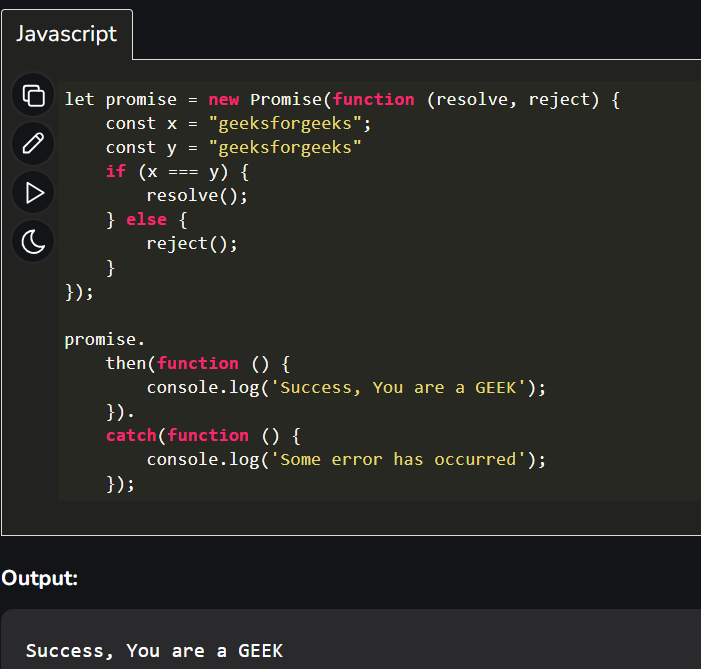 Javascript
let promise = new Promise(function (resolve, reject) {
    const x = "geeksforgeeks";
    const y = "geeksforgeeks"
    if (x === y) {
        resolve();
    } else {
        reject();
    }
});

promise.
    then(function () {
        console.log('Success, You are a GEEK');
    }).
    catch(function () {
        console.log('Some error has occurred');
    });
Output:
Success, You are a GEEK